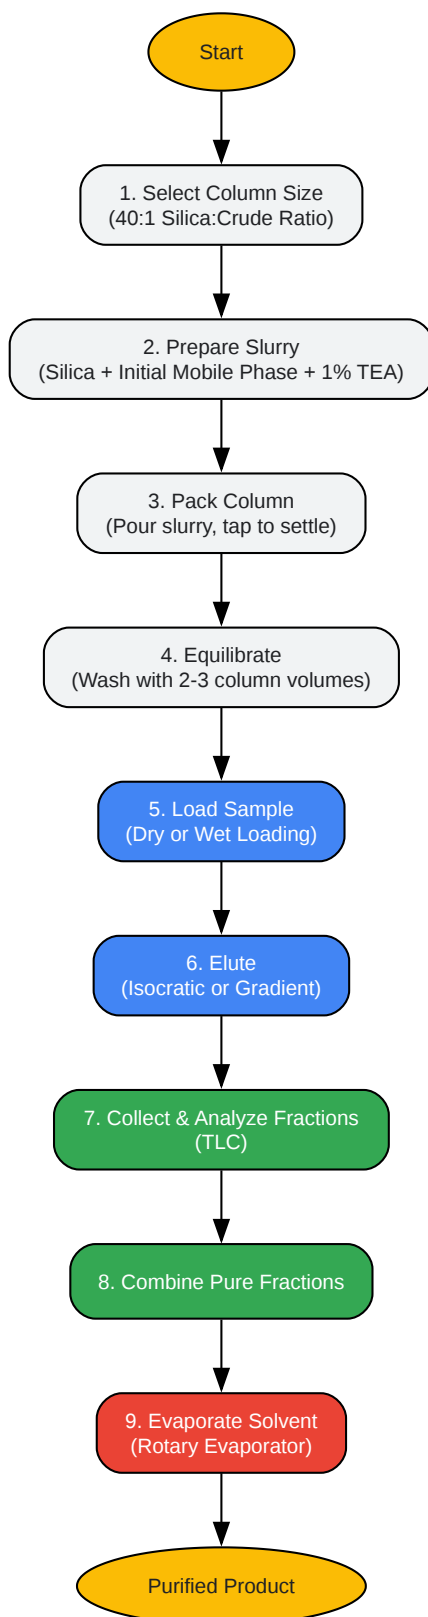 Start
1. Select Column Size
(40:1 Silica:Crude Ratio)
2. Prepare Slurry
(Silica + Initial Mobile Phase + 1% TEA)
3. Pack Column
(Pour slurry, tap to settle)
4. Equilibrate
(Wash with 2-3 column volumes)
5. Load Sample
(Dry or Wet Loading)
6. Elute
(Isocratic or Gradient)
7. Collect & Analyze Fractions
(TLC)
8. Combine Pure Fractions
9. Evaporate Solvent
(Rotary Evaporator)
Purified Product